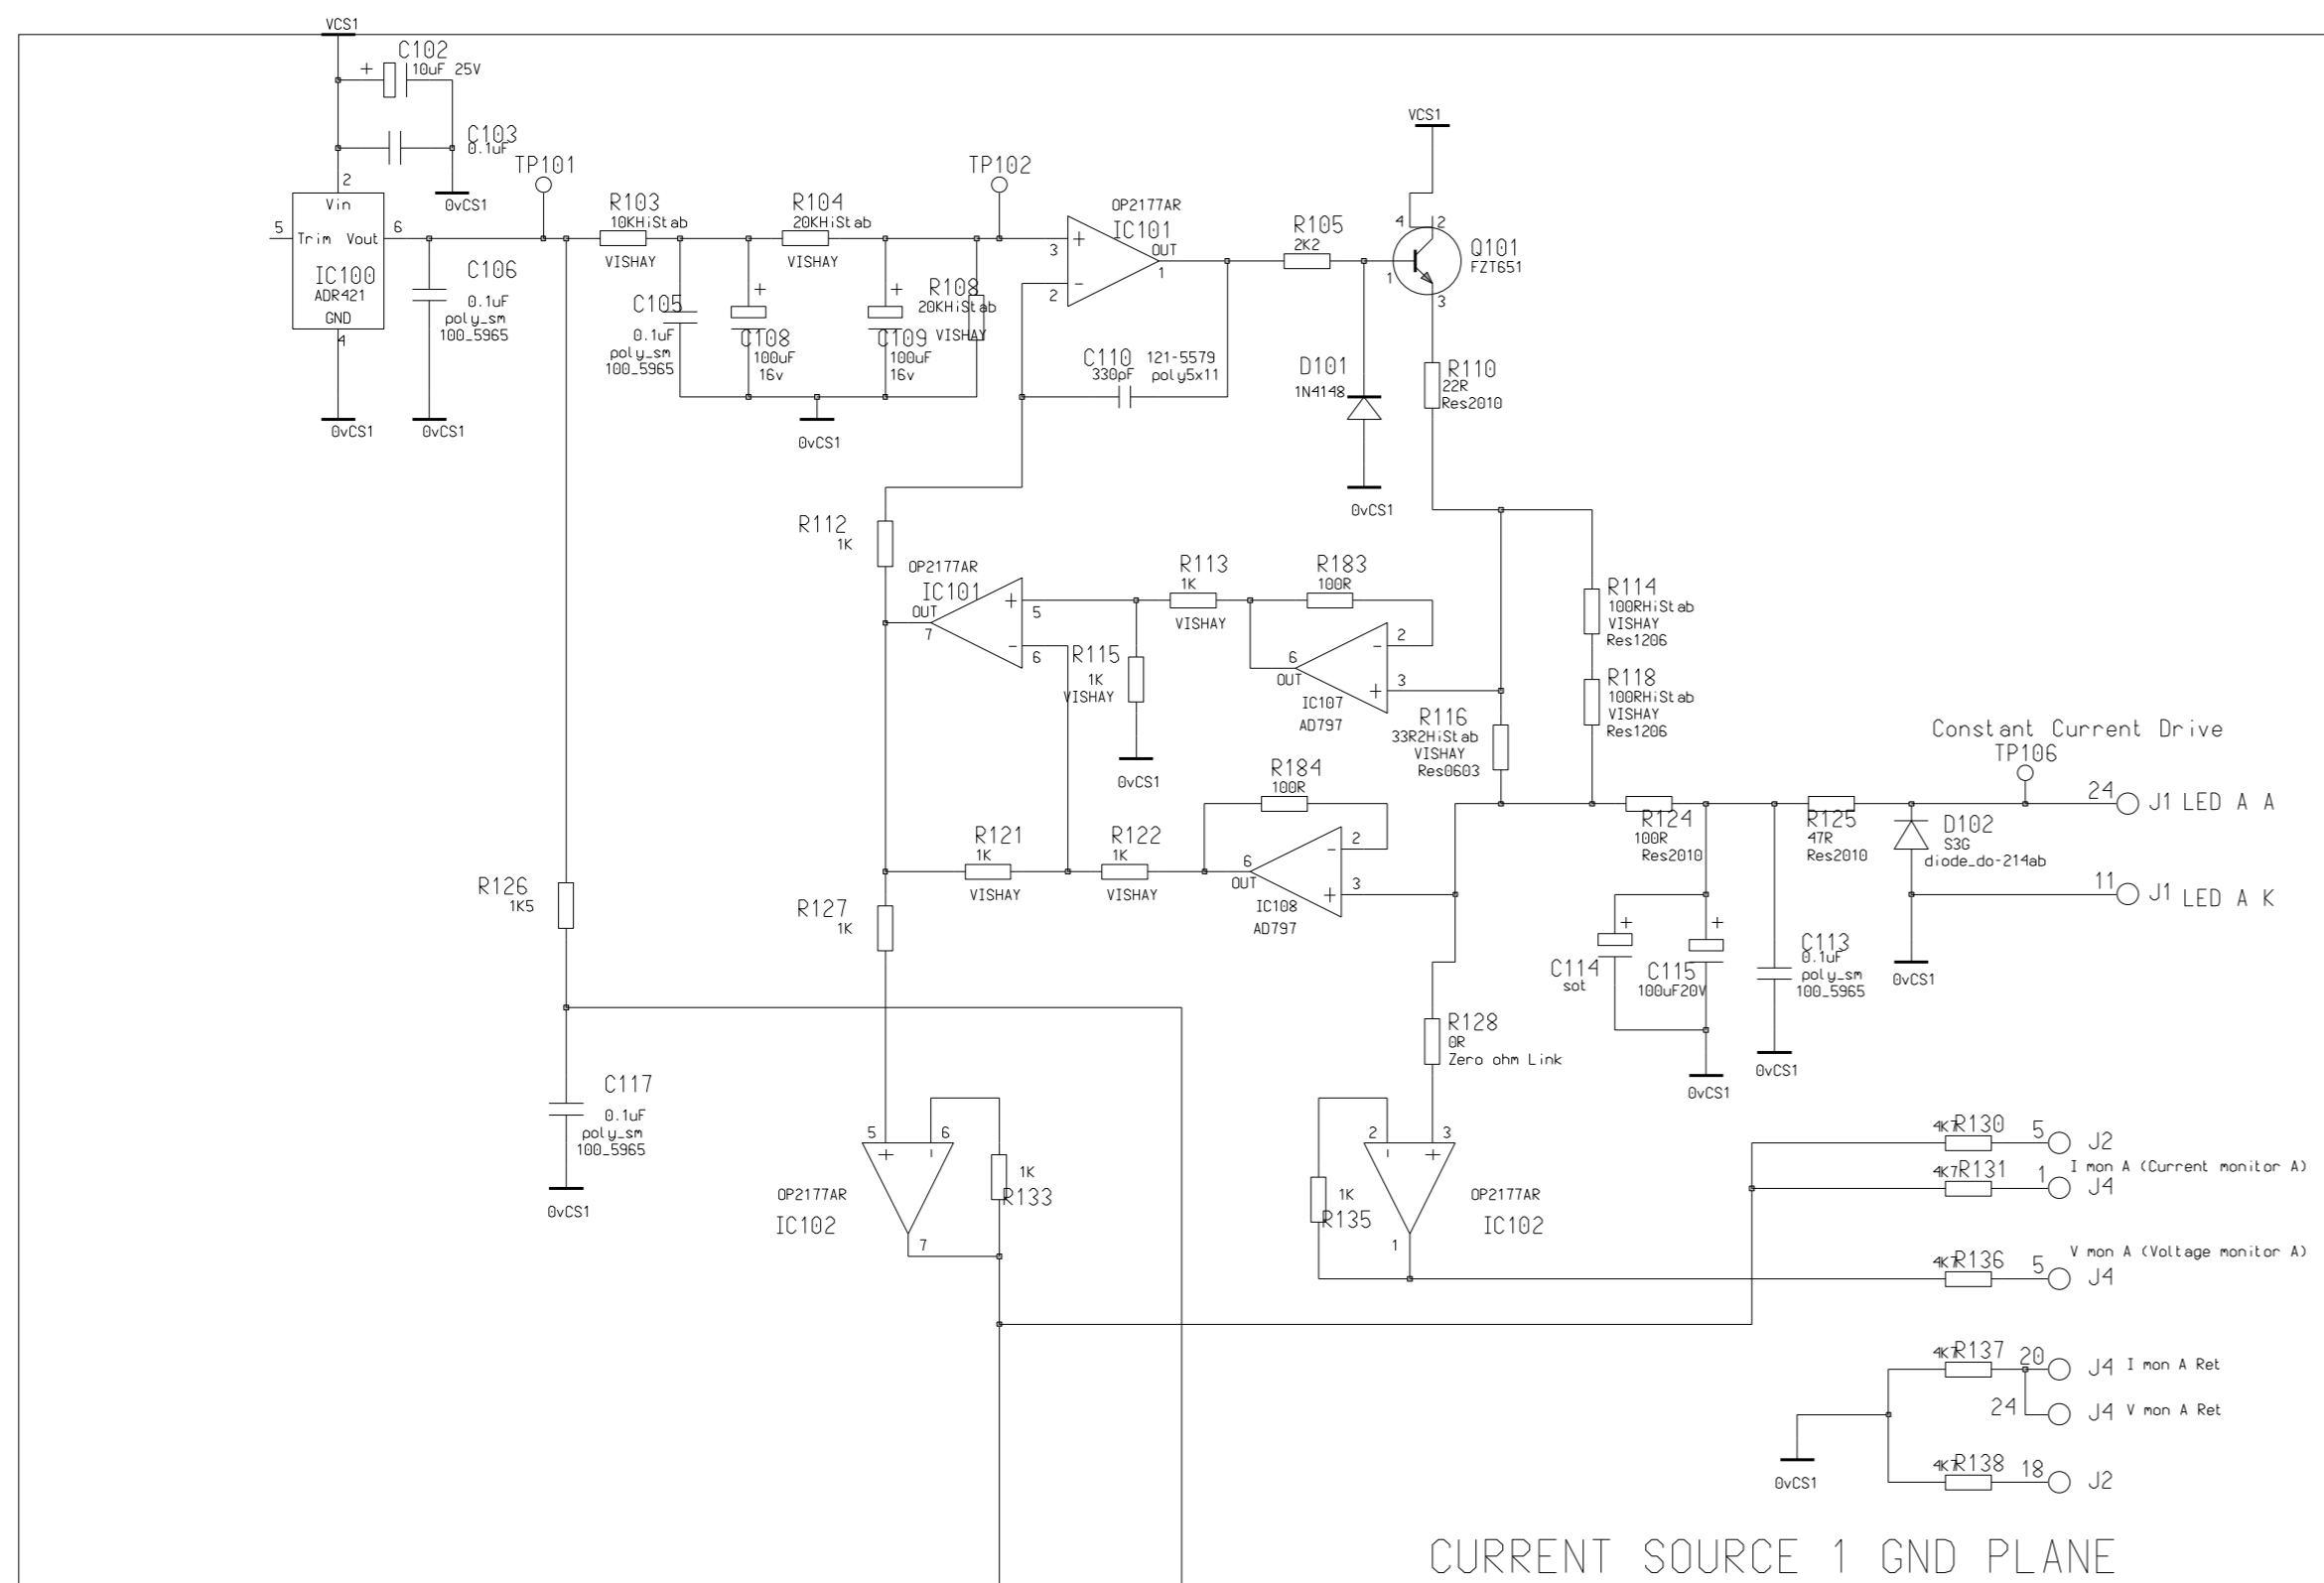 VCS1
C102
+
10uF 25V
C103
0.1uF
0vCS1
2
Vin
5
Trim
Vout
6
IC100
ADR421
GND
4
0vCS1
C106
0.1uF
poly_sm
100_5965
0vCS1
TP101
R103
10KHiStab
VISHAY
R104
20KHiStab
VISHAY
C105
0.1uF
poly_sm
100_5965
+
C108
100uF
16v
+
C109
100uF
16v
R108
20KHiStab
VISHAY
0vCS1
TP102
OP2177AR
IC101
OUT
3
+
2
-
1
C110
330pF
121-5579
poly5x11
R105
2K2
D101
1N4148
0vCS1
VCS1
4
2
1
3
Q101
FZT651
R110
22R
Res2010
R112
1K
OP2177AR
IC101
OUT
7
+
5
-
6
R113
1K
VISHAY
R183
100R
R115
1K
VISHAY
0vCS1
6
OUT
-
2
+
3
IC107
AD797
R114
100RHiStab
VISHAY
Res1206
R118
100RHiStab
VISHAY
Res1206
R116
33R2HiStab
VISHAY
Res0603
R184
100R
R121
1K
VISHAY
R122
1K
VISHAY
6
OUT
-
2
+
3
IC108
AD797
Constant Current Drive
TP106
R124
100R
Res2010
R125
47R
Res2010
D102
S3G
diode_do-214ab
0vCS1
24
J1 LED A A
11
J1 LED A K
+
C114
sot
+
C115
100uF20V
0vCS1
C113
0.1uF
poly_sm
100_5965
0vCS1
R126
1K5
R127
1K
R128
0R
Zero ohm Link
C117
0.1uF
poly_sm
100_5965
0vCS1
5
6
+
-
7
OP2177AR
IC102
1K
R133
2
3
-
+
1
1K
R135
OP2177AR
IC102
4K7
R130
5
J2
I mon A (Current monitor A)
4K7
R131
1
J4
V mon A (Voltage monitor A)
4K7
R136
5
J4
4K7
R137
20
J4 I mon A Ret
24
J4 V mon A Ret
4K7
R138
18
J2
0vCS1
CURRENT SOURCE 1 GND PLANE